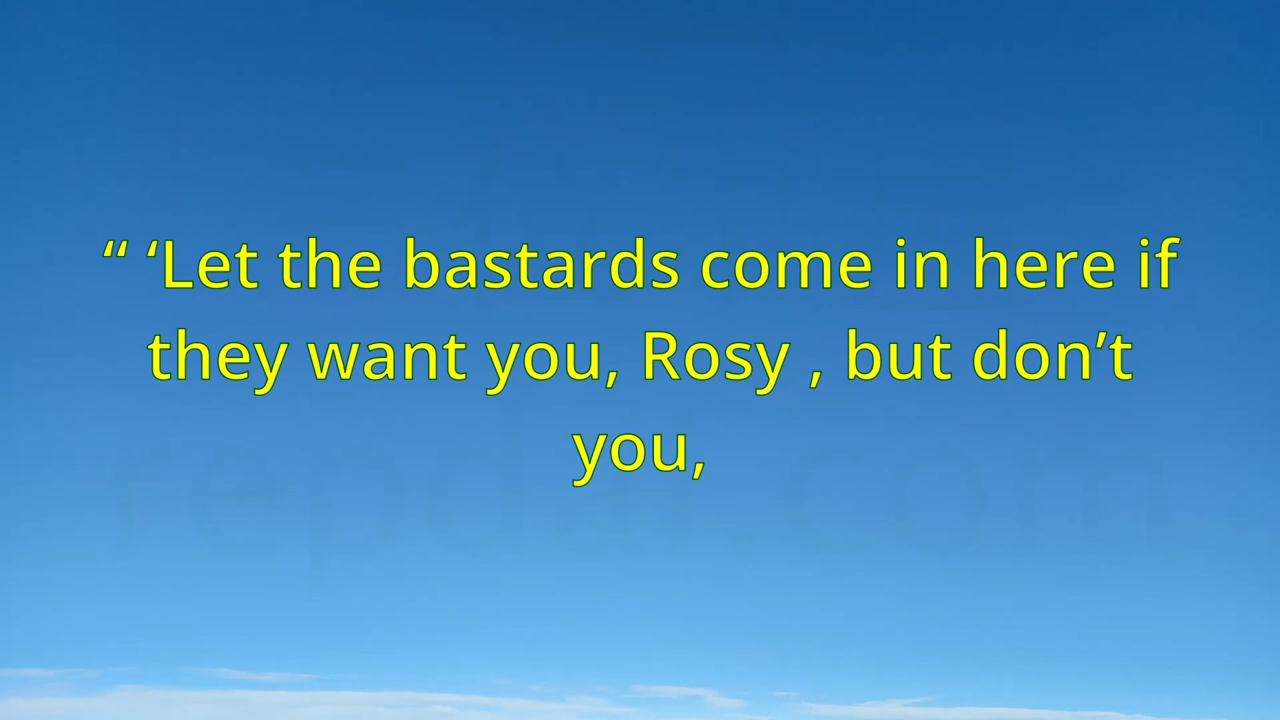 “ ‘Let the bastards come in here if
they want you, Rosy , but don’t
you,